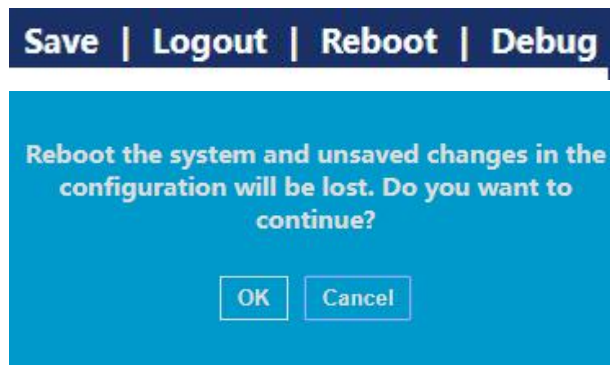 Save | Logout | Reboot | Debug
Reboot the system and unsaved changes in the
configuration will be lost. Do you want to
continue?
OK Cancel